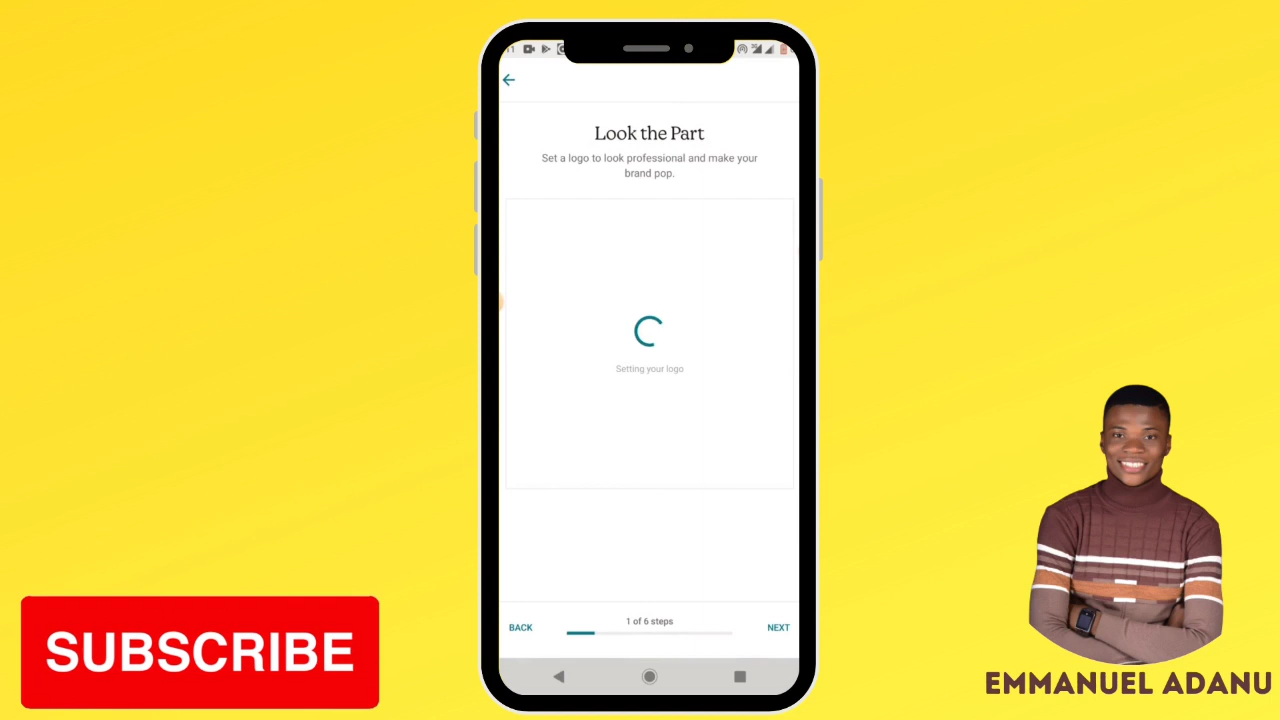 Look the Part
Set a logo to look professional and make your
brand pop.
Setting your logo
BACK
1 of 6 steps
NEXT
SUBSCRIBE
EMMANUEL ADANU